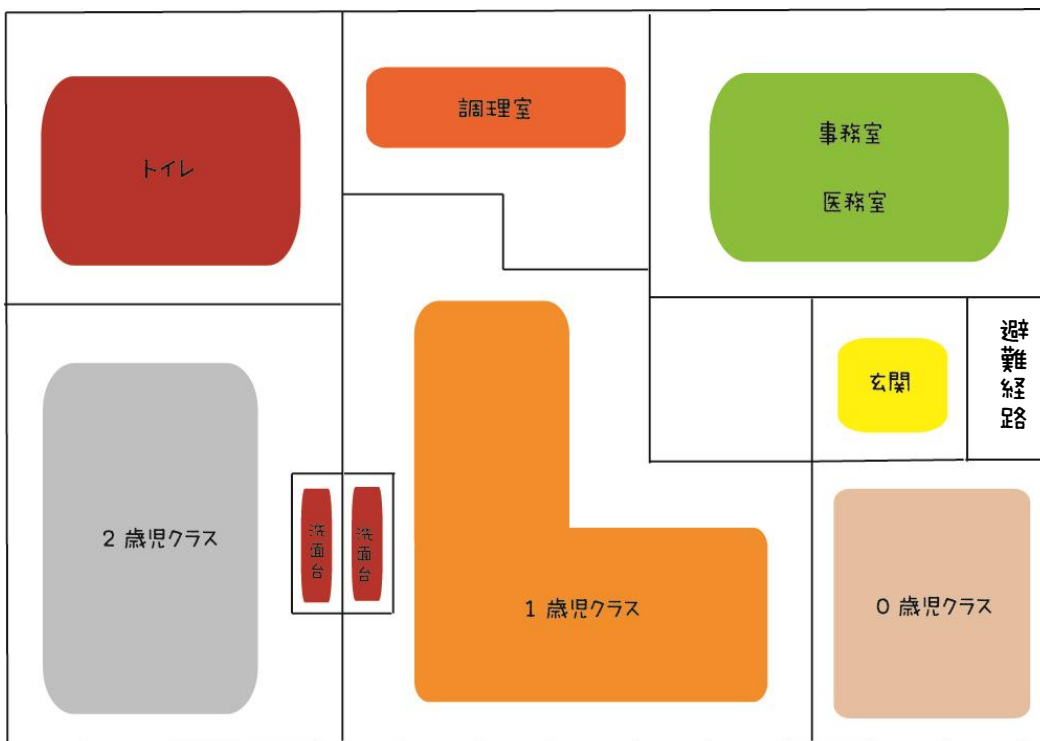 トイレ
調理室
事務室
医務室
玄関
避難経路
2 歳児クラス
洗面台
洗面台
1 歳児クラス
0 歳児クラス